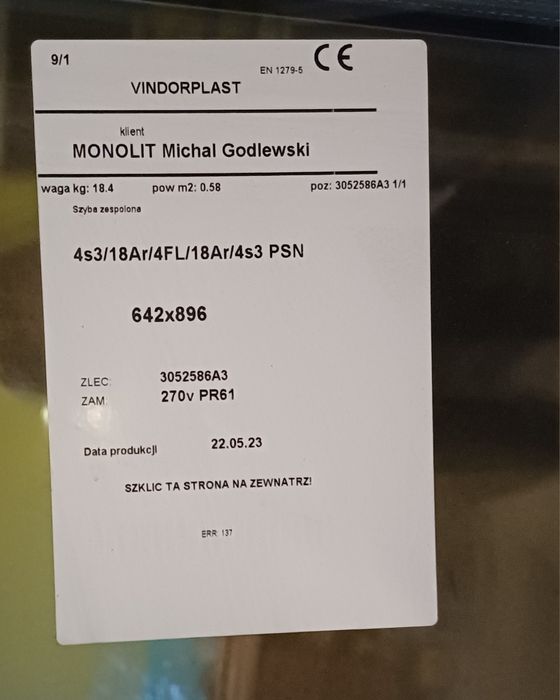 9/1
EN 1279-5 CE
VINDORPLAST
klient
MONOLIT Michal Godlewski
waga kg: 18.4 pow m2: 0.58 poz: 3052586A3 1/1
Szyba zespolona
4s3/18Ar/4FL/18Ar/4s3 PSN
642x896
ZLEC: 3052586A3
ZAM: 270v PR61
Data produkcji 22.05.23
SZKLIC TA STRONA NA ZEWNATRZ!
ERR: 137